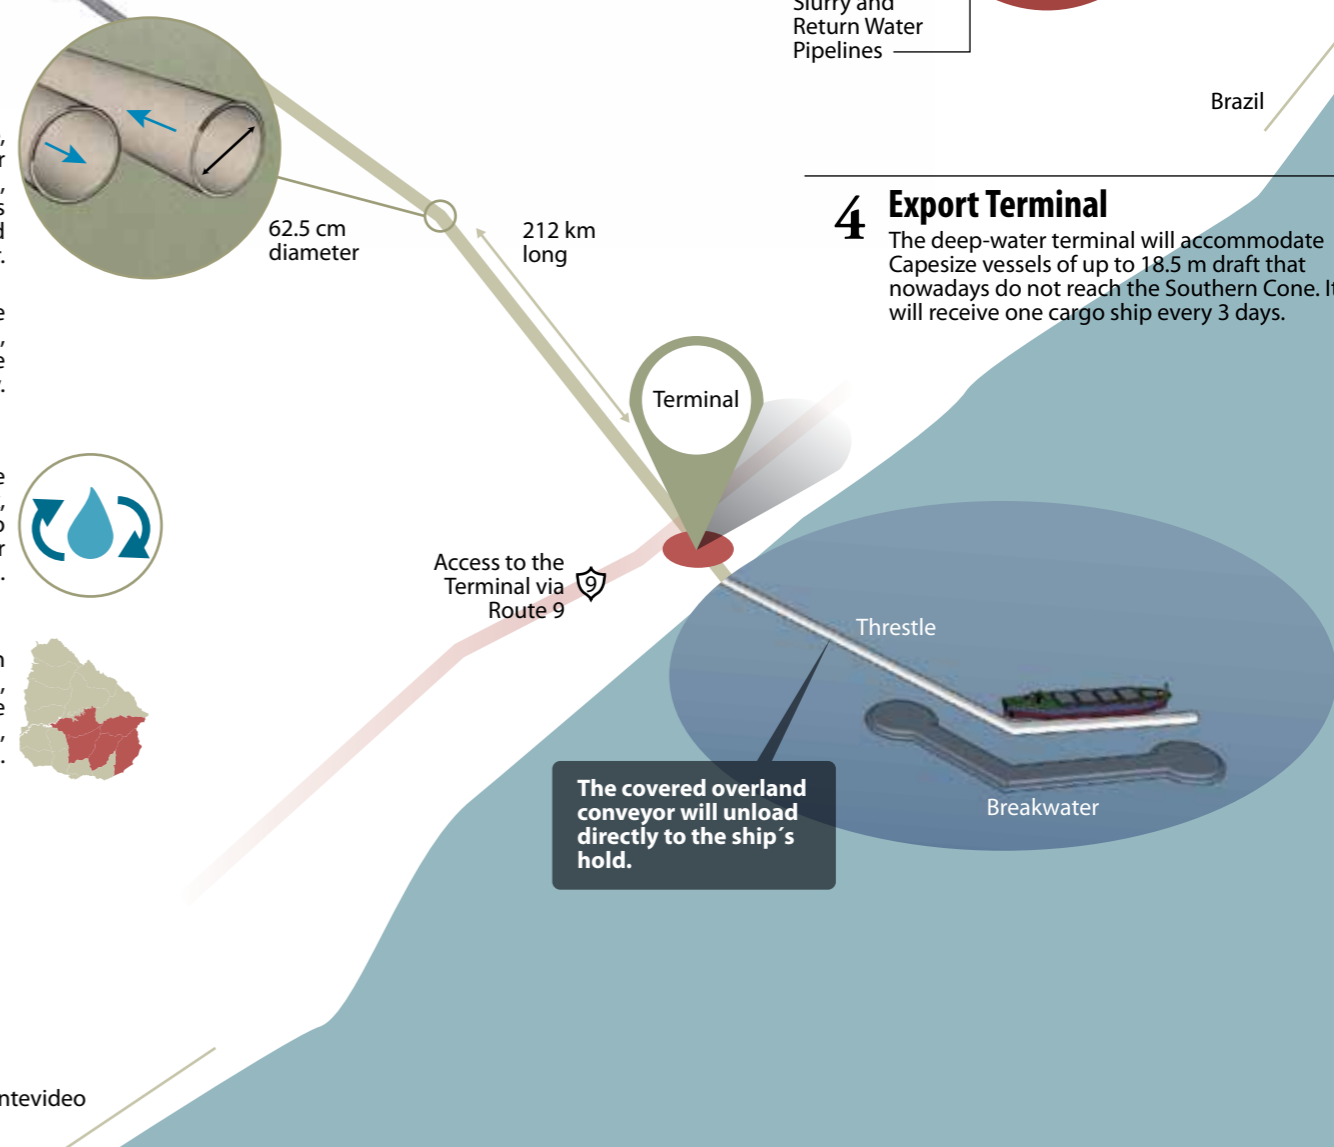 Slurry and
Return Water
Pipelines
Brazil
62.5 cm
diameter
212 km
long
4 Export Terminal
The deep-water terminal will accommodate
Capesize vessels of up to 18.5 m draft that
nowadays do not reach the Southern Cone. It
will receive one cargo ship every 3 days.
Terminal
Access to the
Terminal via
Route 9
9
Threstle
The covered overland
conveyor will unload
directly to the ship´s
hold.
Breakwater
ntevideo